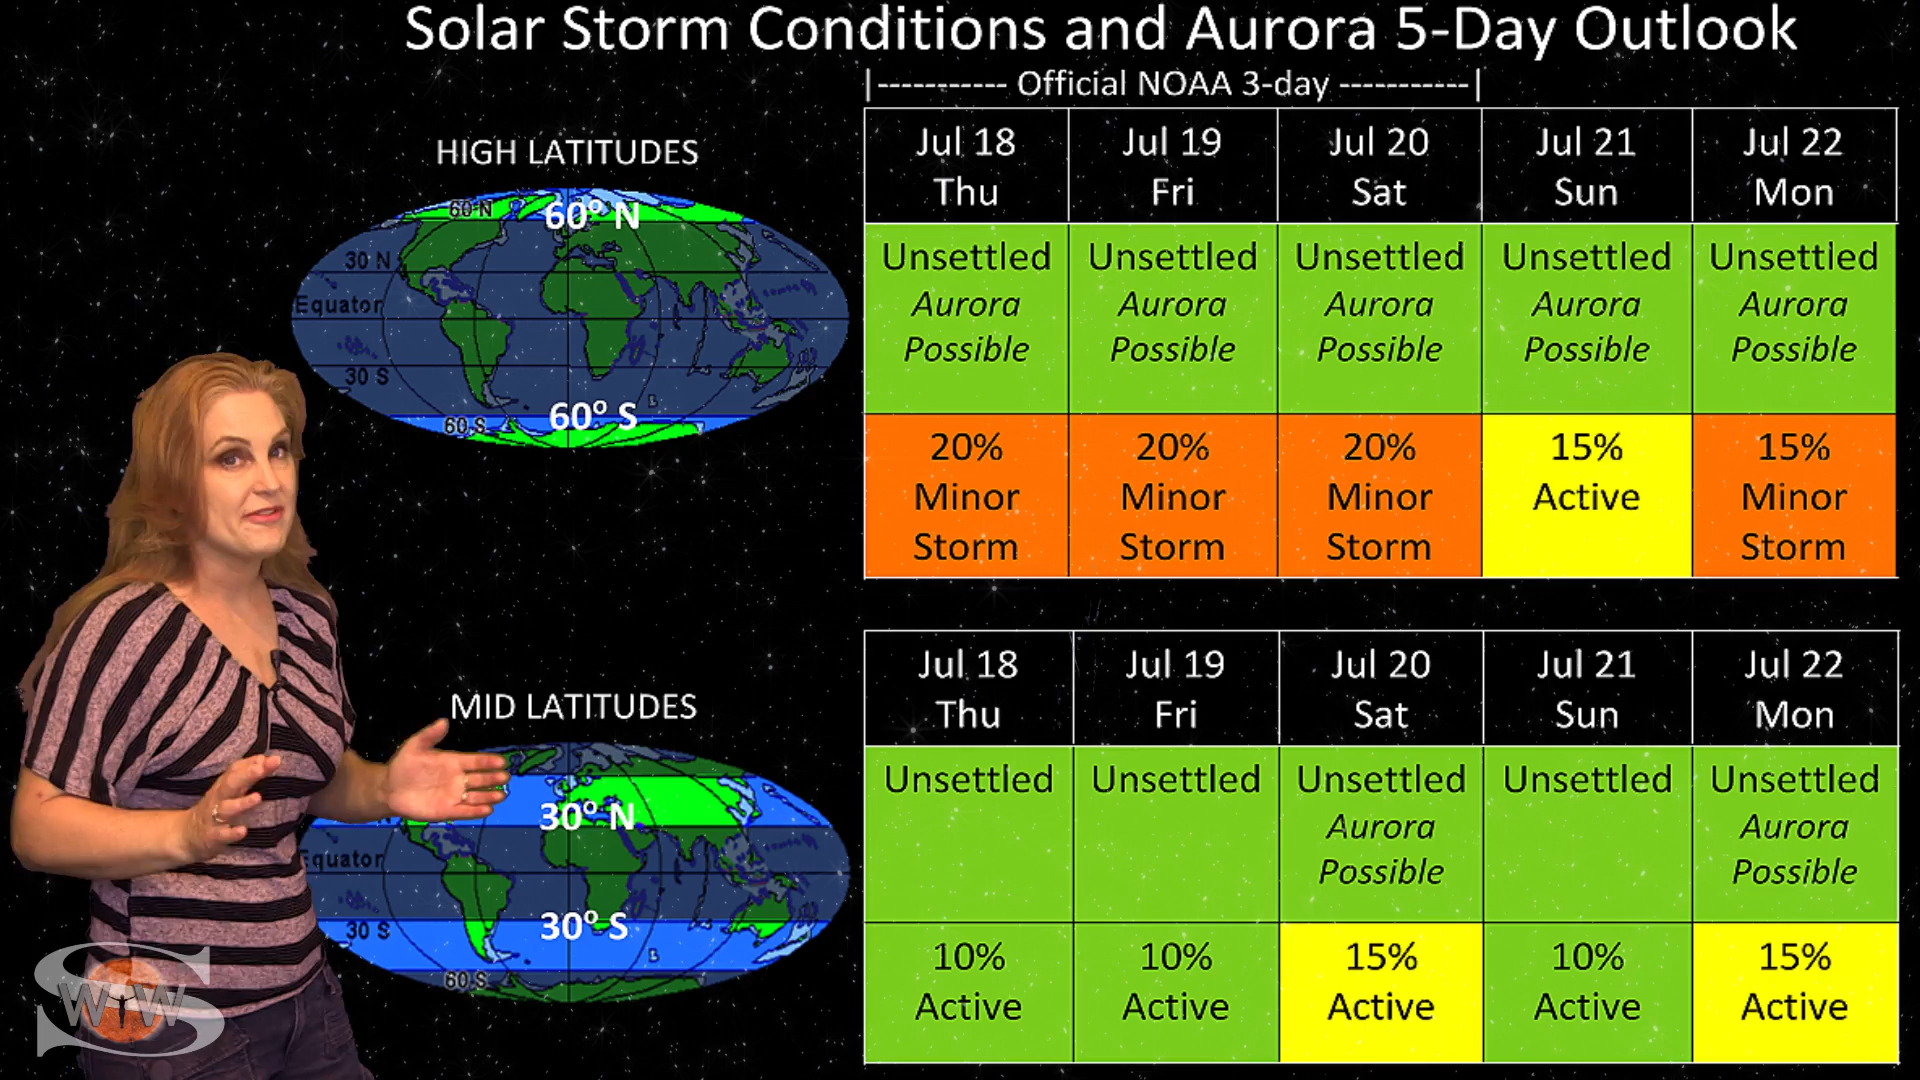 Solar Storm Conditions and Aurora 5-Day Outlook
|----------- Official NOAA 3-day -----------|
HIGH LATITUDES
60 N
60º N
30 N
Equator
30 S
60 S
60º S
Jul 18 Jul 19 Jul 20 Jul 21 Jul 22
Thu Fri Sat Sun Mon
Unsettled Unsettled Unsettled Unsettled Unsettled
Aurora Aurora Aurora Aurora Aurora
Possible Possible Possible Possible Possible
20% 20% 20% 15% 15%
Minor Minor Minor Active Minor
Storm Storm Storm Storm
MID LATITUDES
30º N
Equator
30 S
30º S
60 S
Jul 18 Jul 19 Jul 20 Jul 21 Jul 22
Thu Fri Sat Sun Mon
Unsettled Unsettled Unsettled Unsettled Unsettled
Aurora Aurora
Possible Possible
10% 10% 15% 10% 15%
Active Active Active Active Active
SWxW